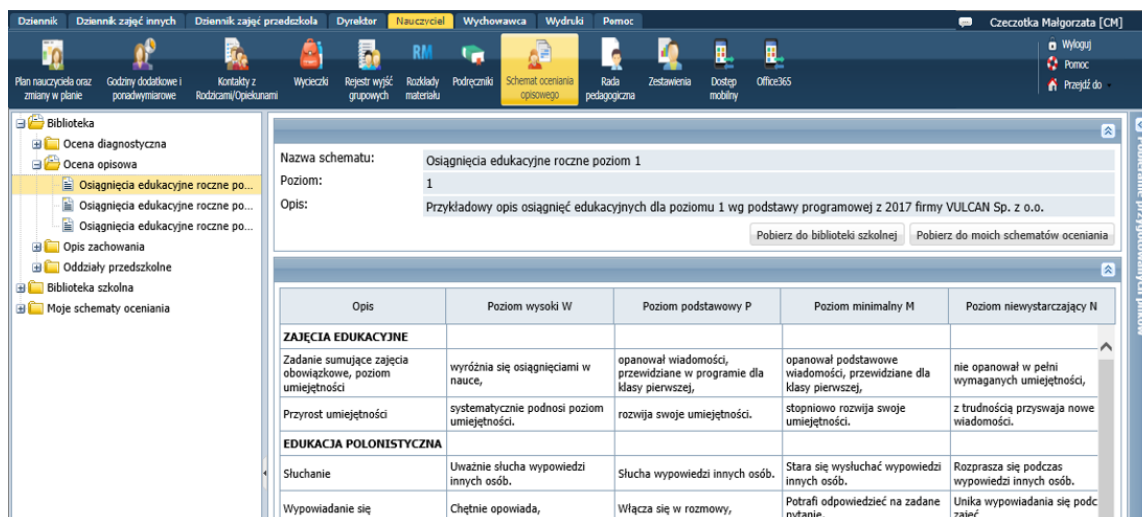 Dziennik Dziennik zajęć innych Dziennik zajęć przedszkola Dyrektor Nauczyciel Wychowawca Wydruki Pomoc Czeczotka Małgorzata [CM]
Plan nauczyciela oraz zmiany w planie
Godziny dodatkowe i ponadwymiarowe
Kontakty z Rodzicami/Opiekunami
Wycieczki
Rejestr wyjść grupowych
RM
Rozkłady materiału
Podręczniki
Schemat oceniania opisowego
Rada pedagogiczna
Zestawienia
Dostęp mobilny
Office365
Wyloguj
Pomoc
Przejdź do
Biblioteka
Ocena diagnostyczna
Ocena opisowa
Osiągnięcia edukacyjne roczne po...
Osiągnięcia edukacyjne roczne po...
Osiągnięcia edukacyjne roczne po...
Opis zachowania
Oddziały przedszkolne
Biblioteka szkolna
Moje schematy oceniania
Nazwa schematu: Osiągnięcia edukacyjne roczne poziom 1
Poziom: 1
Opis: Przykładowy opis osiągnięć edukacyjnych dla poziomu 1 wg podstawy programowej z 2017 firmy VULCAN Sp. z o.o.
Pobierz do biblioteki szkolnej Pobierz do moich schematów oceniania
Opis Poziom wysoki W Poziom podstawowy P Poziom minimalny M Poziom niewystarczający N
ZAJĘCIA EDUKACYJNE
Zadanie sumujące zajęcia obowiązkowe, poziom umiejętności
wyróżnia się osiągnięciami w nauce,
opanował wiadomości, przewidziane w programie dla klasy pierwszej,
opanował podstawowe wiadomości, przewidziane dla klasy pierwszej,
nie opanował w pełni wymaganych umiejętności,
Przyrost umiejętności
systematycznie podnosi poziom umiejętności.
rozwija swoje umiejętności.
stopniowo rozwija swoje umiejętności.
z trudnością przyswaja nowe wiadomości.
EDUKACJA POLONISTYCZNA
Słuchanie
Uważnie słucha wypowiedzi innych osób.
Słucha wypowiedzi innych osób.
Stara się wysłuchać wypowiedzi innych osób.
Rozprasza się podczas wypowiedzi innych osób.
Wypowiadanie się
Chętnie opowiada,
Włącza się w rozmowy,
Potrafi odpowiedzieć na zadane pytanie.
Unika wypowiadania się podc
zajęć